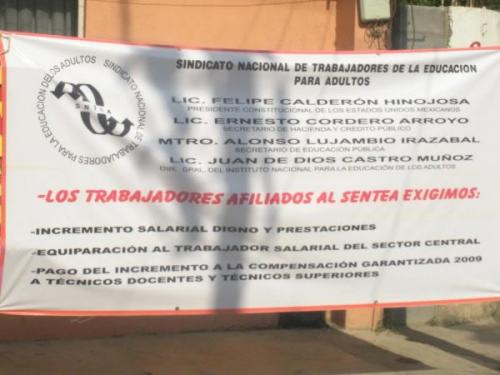 SINDICATO NACIONAL DE TRABAJADORES DE LA EDUCACION
PARA ADULTOS
SINDICATO NACIONAL DE TRABAJADORES PARA LA EDUCACION DE LOS ADULTOS
LIC. FELIPE CALDERÓN HINOJOSA
PRESIDENTE CONSTITUCIONAL DE LOS ESTADOS UNIDOS MEXICANOS
LIC. ERNESTO CORDERO ARROYO
SECRETARIO DE HACIENDA Y CREDITO PÚBLICO
MTRO. ALONSO LUJAMBIO IRAZABAL
SECRETARIO DE EDUCACIÓN PÚBLICA
LIC. JUAN DE DIOS CASTRO MUÑOZ
DIR. GRAL. DEL INSTITUTO NACIONAL PARA LA EDUCACIÓN DE LOS ADULTOS
-LOS TRABAJADORES AFILIADOS AL SENTEA EXIGIMOS:
-INCREMENTO SALARIAL DIGNO Y PRESTACIONES
-EQUIPARACIÓN AL TRABAJADOR SALARIAL DEL SECTOR CENTRAL
-PAGO DEL INCREMENTO A LA COMPENSACIÓN GARANTIZADA 2009
A TÉCNICOS DOCENTES Y TÉCNICOS SUPERIORES